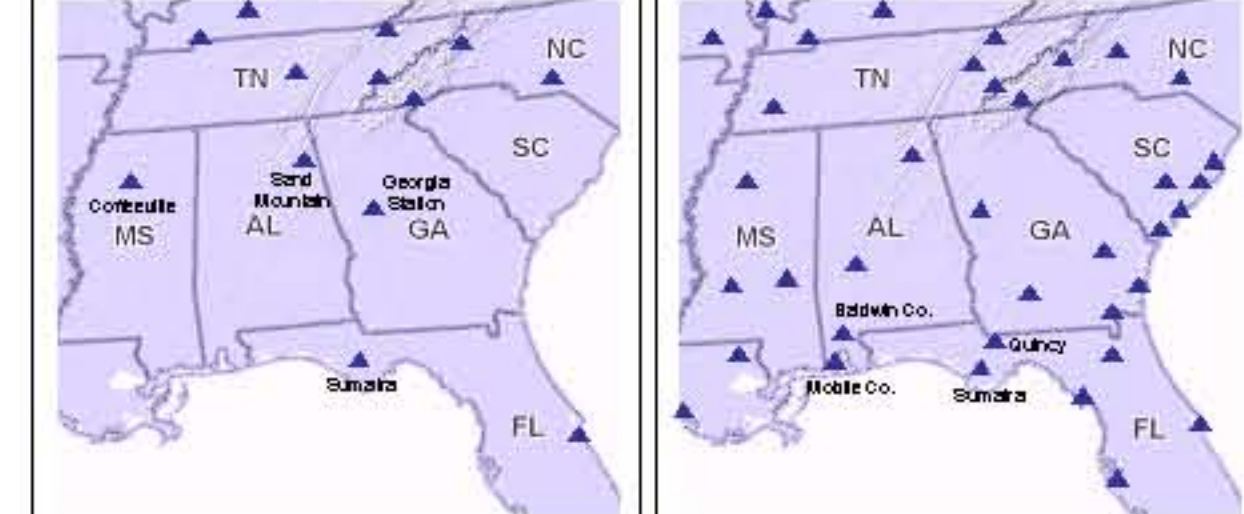 NC
TN
SC
Sand
Mountain
Georgia
Station
Coffeeville
MS
AL
GA
Sumatra
FL
NC
TN
SC
MS
AL
GA
Baldwin Co.
Quincy
Mobile Co.
Sumatra
FL